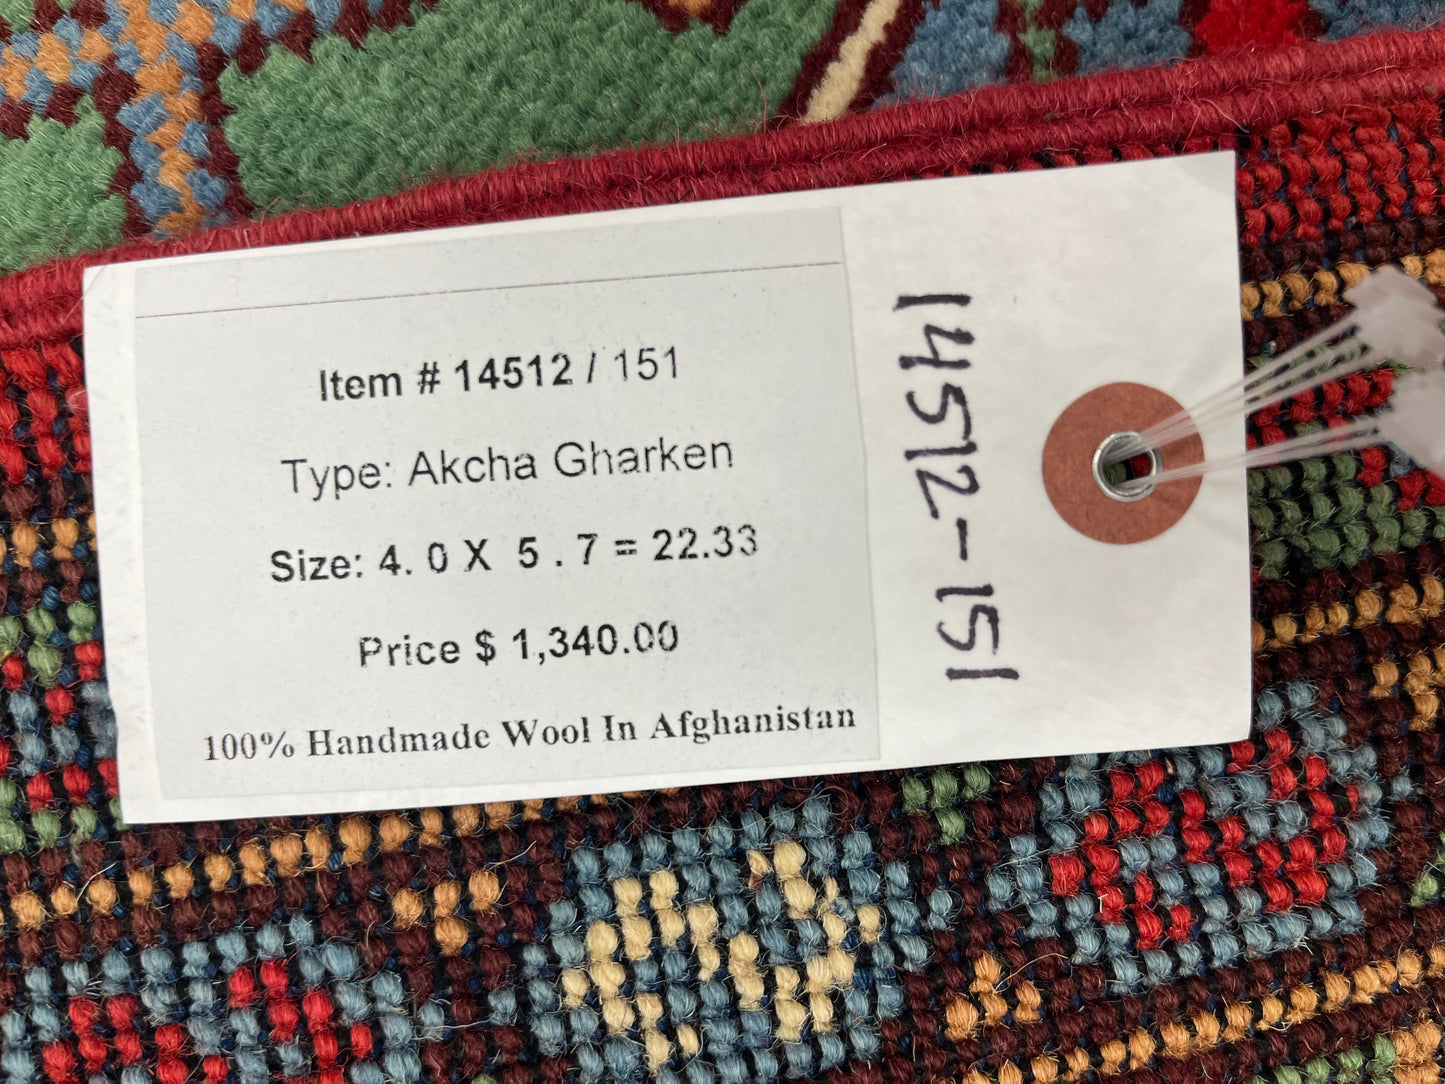 Item # 14512 / 151
Type: Akcha Gharken
Size: 4. 0 X 5 . 7 = 22.33
Price $ 1,340.00
100% Handmade Wool In Afghanistan
14512-151